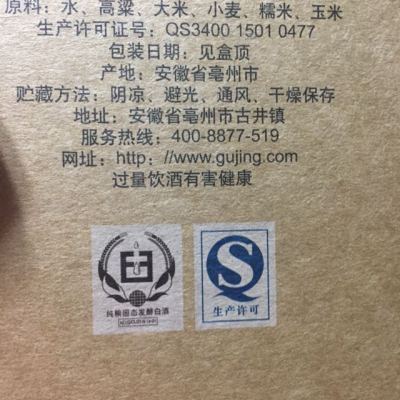 原料：水、高粱、大米、小麦、糯米、玉米
生产许可证号：QS3400 1501 0477
包装日期：见盒顶
产地：安徽省亳州市
贮藏方法：阴凉、避光、通风、干燥保存
地址：安徽省亳州市古井镇
服务热线：400-8877-519
网址：http：//www.gujing.com
过量饮酒有害健康
纯粮固态发酵白酒
QS
生产许可